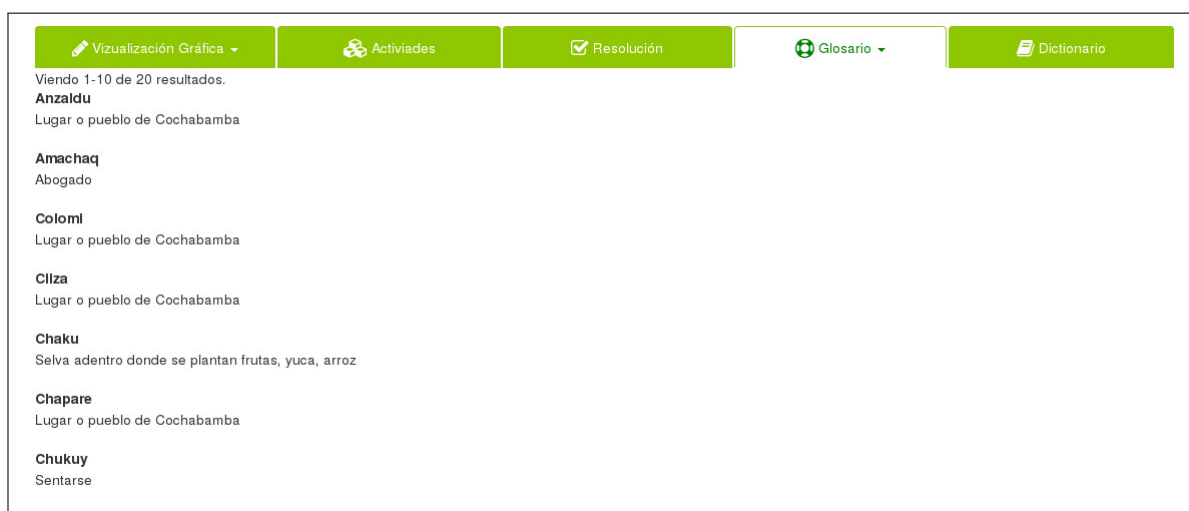 Vizualización Gráfica
Activiades
Resolución
Glosario
Dictionario
Viendo 1-10 de 20 resultados.
Anzaldu
Lugar o pueblo de Cochabamba
Amachaq
Abogado
Colomi
Lugar o pueblo de Cochabamba
Cliza
Lugar o pueblo de Cochabamba
Chaku
Selva adentro donde se plantan frutas, yuca, arroz
Chapare
Lugar o pueblo de Cochabamba
Chukuy
Sentarse